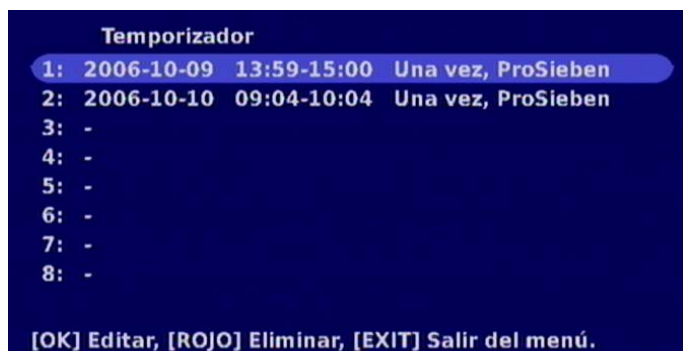 Temporizador
1: 2006-10-09 13:59-15:00 Una vez, ProSieben
2: 2006-10-10 09:04-10:04 Una vez, ProSieben
3: -
4: -
5: -
6: -
7: -
8: -
[OK] Editar, [ROJO] Eliminar, [EXIT] Salir del menú.